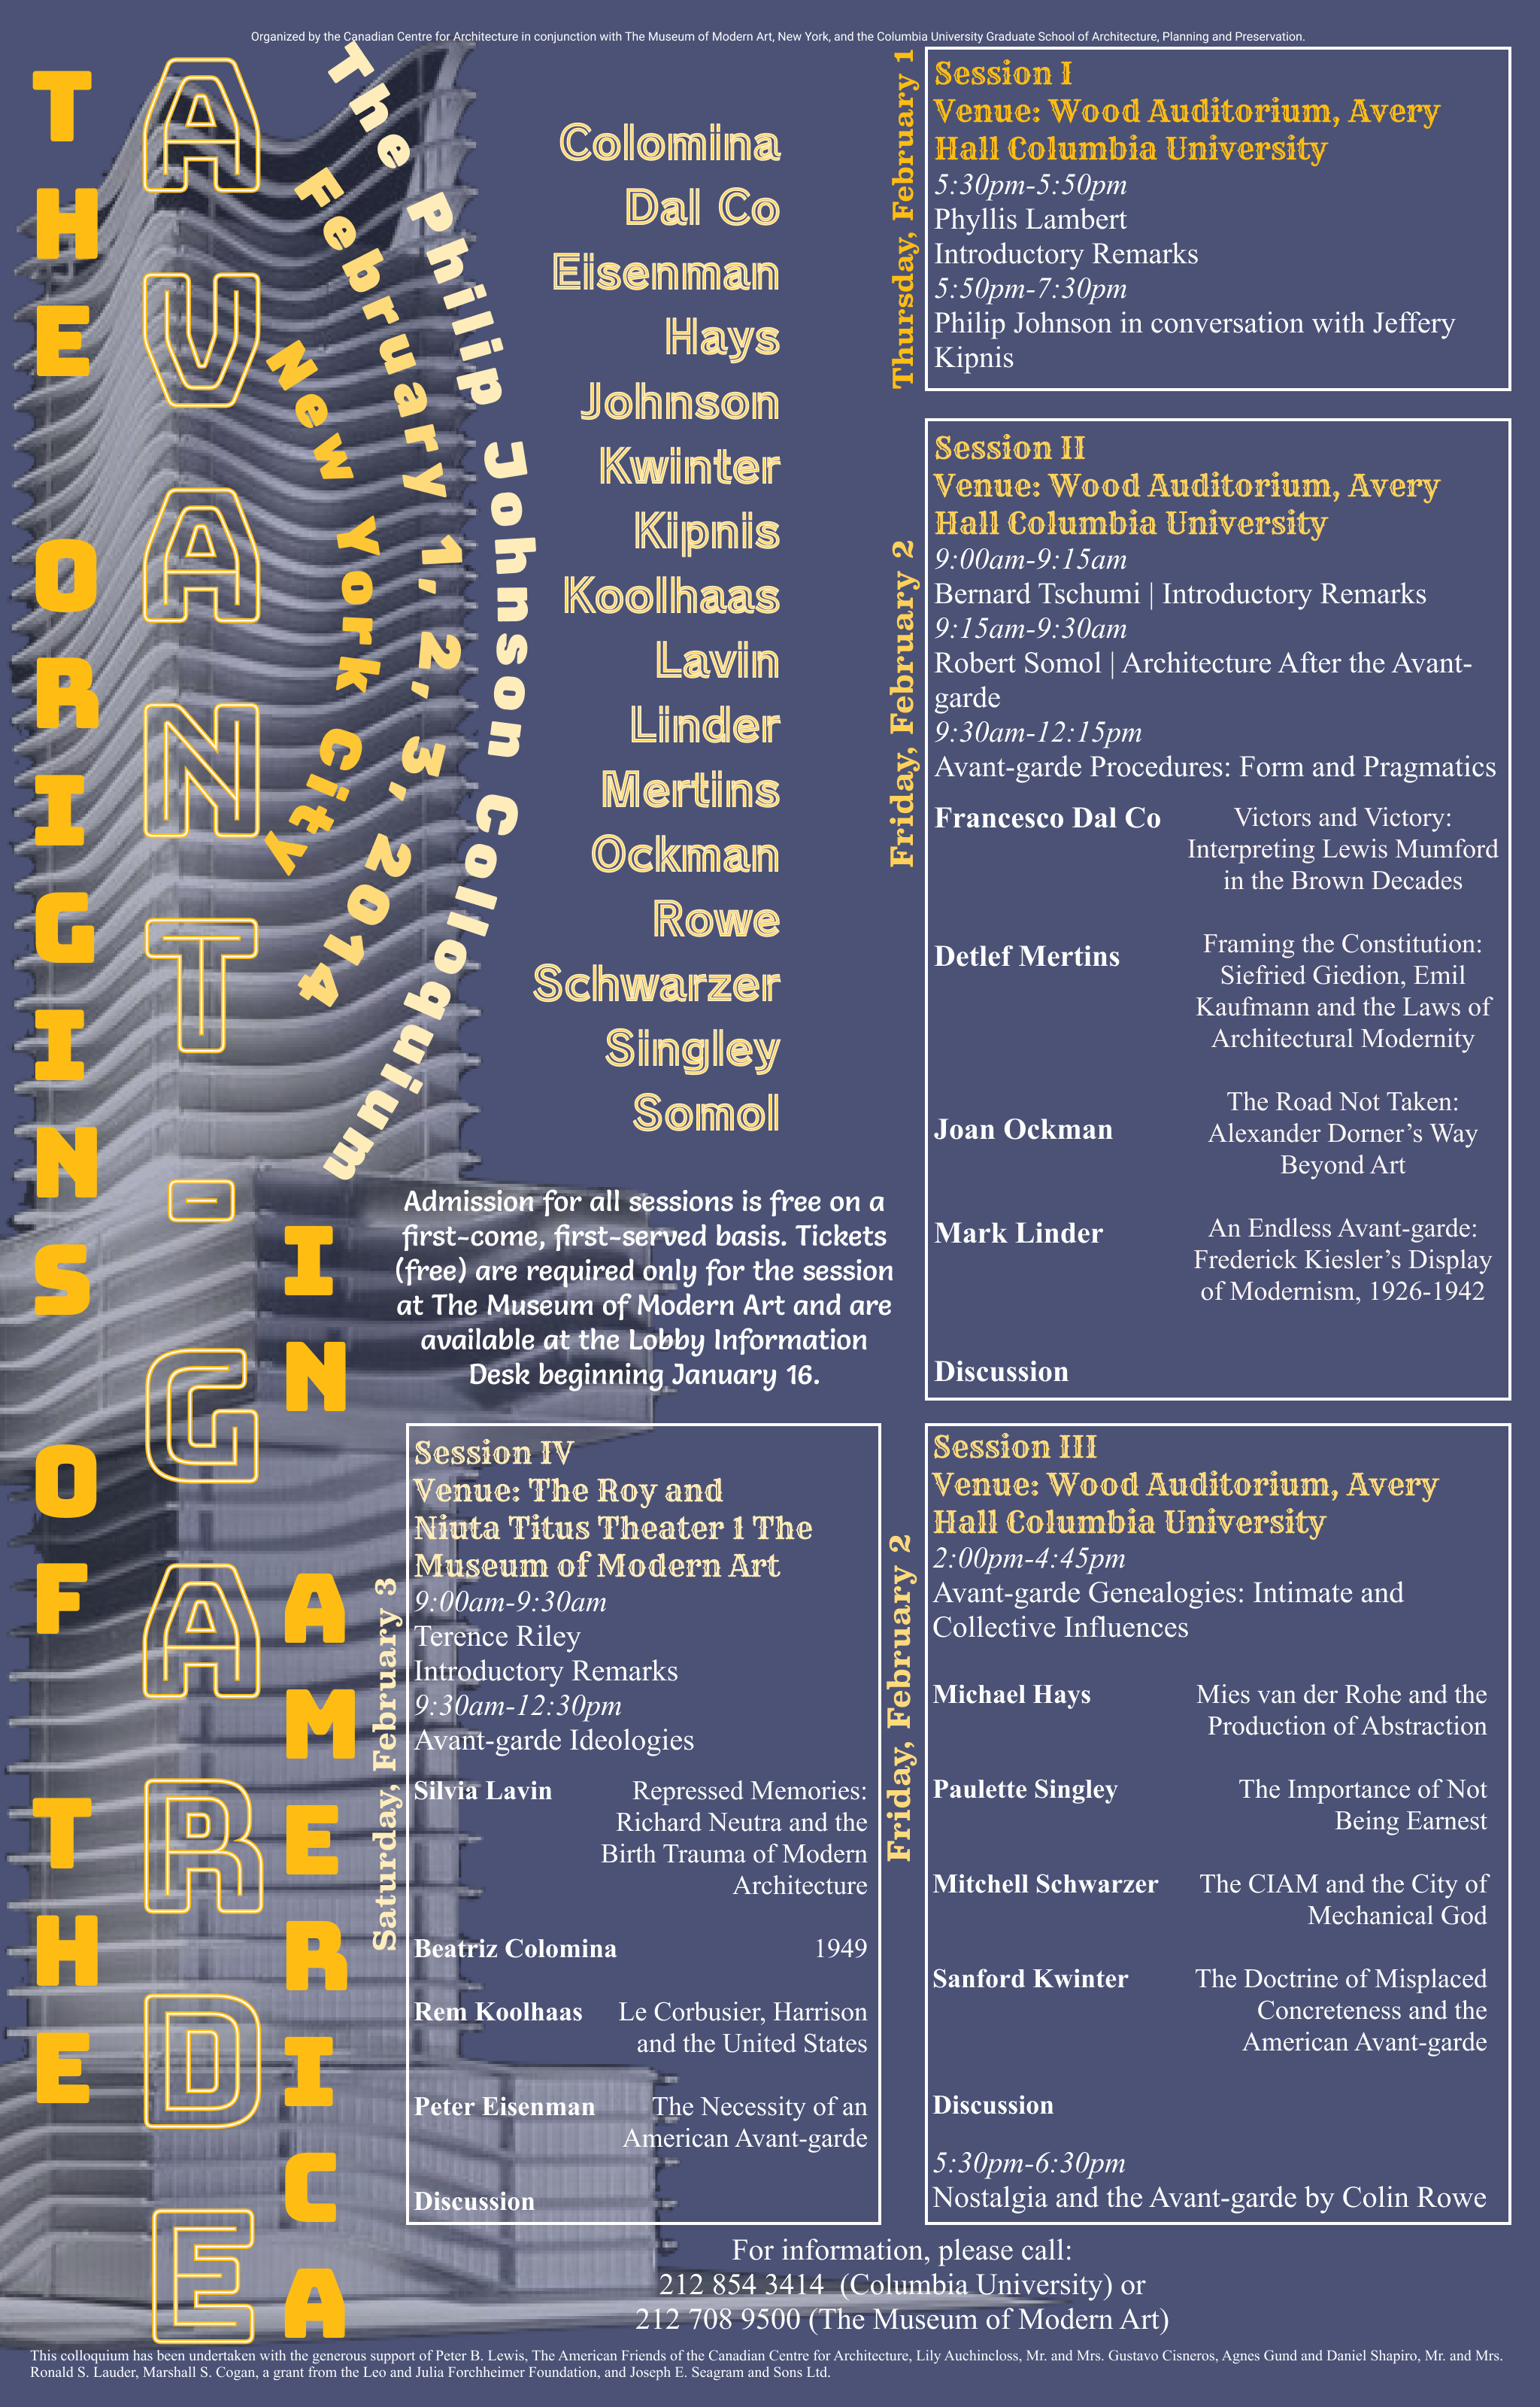 Organized by the Canadian Centre for Architecture in conjunction with The Museum of Modern Art, New York, and the Columbia University Graduate School of Architecture, Planning and Preservation.
THE ORIGINS OF THE
AVANT-GARDE
IN AMERICA
The Philip Johnson Colloquium
February 1, 2, 3, 2014
New York City
Colomina
Dal Co
Eisenman
Hays
Johnson
Kwinter
Kipnis
Koolhaas
Lavin
Linder
Mertins
Ockman
Rowe
Schwarzer
Singley
Somol
Admission for all sessions is free on a
first-come, first-served basis. Tickets
(free) are required only for the session
at The Museum of Modern Art and are
available at the Lobby Information
Desk beginning January 16.
Thursday, February 1
Session I
Venue: Wood Auditorium, Avery
Hall Columbia University
5:30pm-5:50pm
Phyllis Lambert
Introductory Remarks
5:50pm-7:30pm
Philip Johnson in conversation with Jeffery
Kipnis
Friday, February 2
Session II
Venue: Wood Auditorium, Avery
Hall Columbia University
9:00am-9:15am
Bernard Tschumi | Introductory Remarks
9:15am-9:30am
Robert Somol | Architecture After the Avant-
garde
9:30am-12:15pm
Avant-garde Procedures: Form and Pragmatics
Francesco Dal Co
Victors and Victory:
Interpreting Lewis Mumford
in the Brown Decades
Detlef Mertins
Framing the Constitution:
Siefried Giedion, Emil
Kaufmann and the Laws of
Architectural Modernity
Joan Ockman
The Road Not Taken:
Alexander Dorner’s Way
Beyond Art
Mark Linder
An Endless Avant-garde:
Frederick Kiesler’s Display
of Modernism, 1926-1942
Discussion
Friday, February 2
Session III
Venue: Wood Auditorium, Avery
Hall Columbia University
2:00pm-4:45pm
Avant-garde Genealogies: Intimate and
Collective Influences
Michael Hays
Mies van der Rohe and the
Production of Abstraction
Paulette Singley
The Importance of Not
Being Earnest
Mitchell Schwarzer
The CIAM and the City of
Mechanical God
Sanford Kwinter
The Doctrine of Misplaced
Concreteness and the
American Avant-garde
Discussion
5:30pm-6:30pm
Nostalgia and the Avant-garde by Colin Rowe
Saturday, February 3
Session IV
Venue: The Roy and
Niuta Titus Theater 1 The
Museum of Modern Art
9:00am-9:30am
Terence Riley
Introductory Remarks
9:30am-12:30pm
Avant-garde Ideologies
Silvia Lavin
Repressed Memories:
Richard Neutra and the
Birth Trauma of Modern
Architecture
Beatriz Colomina
1949
Rem Koolhaas
Le Corbusier, Harrison
and the United States
Peter Eisenman
The Necessity of an
American Avant-garde
Discussion
For information, please call:
212 854 3414 (Columbia University) or
212 708 9500 (The Museum of Modern Art)
This colloquium has been undertaken with the generous support of Peter B. Lewis, The American Friends of the Canadian Centre for Architecture, Lily Auchincloss, Mr. and Mrs. Gustavo Cisneros, Agnes Gund and Daniel Shapiro, Mr. and Mrs.
Ronald S. Lauder, Marshall S. Cogan, a grant from the Leo and Julia Forchheimer Foundation, and Joseph E. Seagram and Sons Ltd.